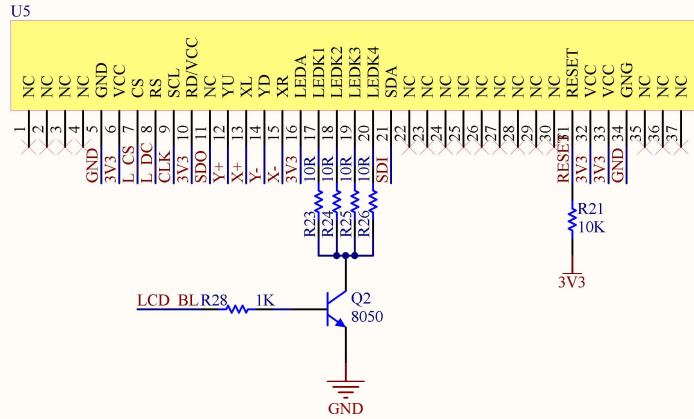 U5
NC
NC
NC
NC
GND
VCC
CS
RS
SCL
RD/VCC
NC
YU
XL
YD
XR
LEDA
LEDK1
LEDK2
LEDK3
LEDK4
SDA
NC
NC
NC
NC
NC
NC
NC
NC
NC
RESET
VCC
VCC
GNG
NC
NC
NC
1
2
3
4
5
6
7
8
9
10
11
12
13
14
15
16
17
18
19
20
21
22
23
24
25
26
27
28
29
30
31
32
33
34
35
36
37
GND
3V3
L_CS
L_DC
CLK
3V3
SDO
Y+
X+
Y-
X-
3V3
10R
10R
10R
10R
SDI
RESET
3V3
3V3
GND
R23
R24
R25
R26
R21
10K
3V3
LCD_BL
R28
1K
Q2
8050
GND